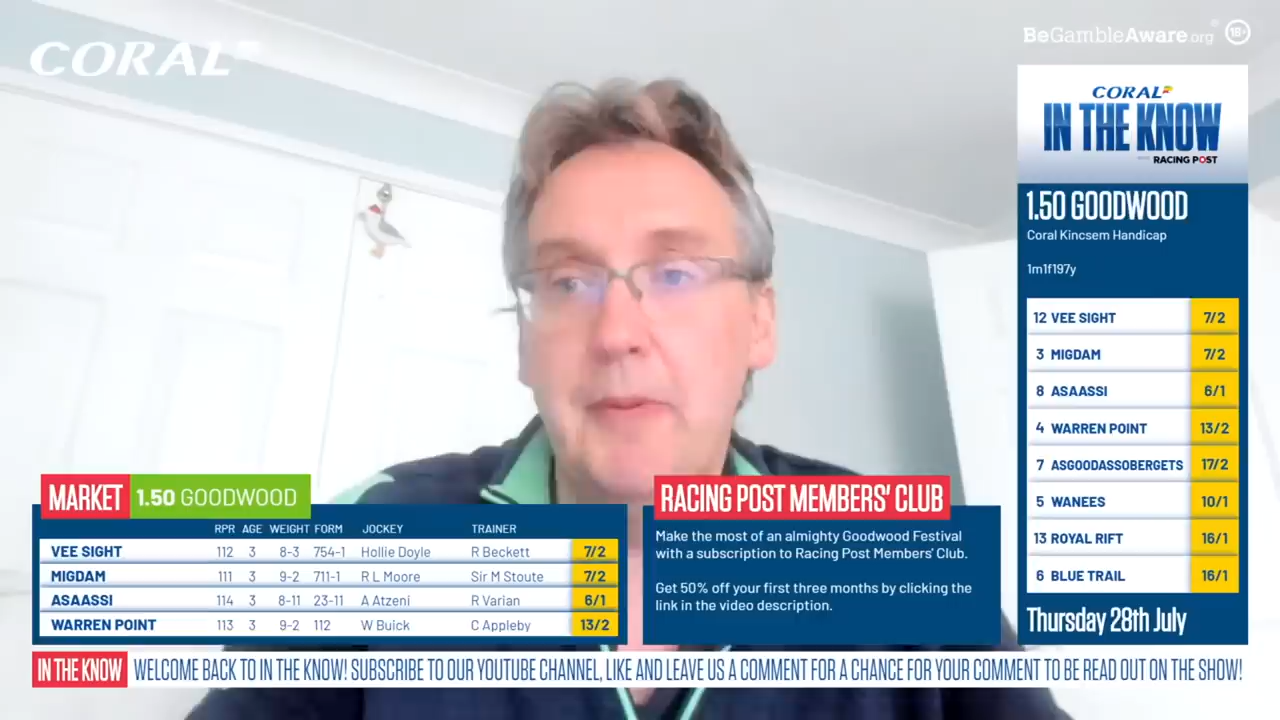 CORAL
BeGambleAware.org® 18+
CORAL
IN THE KNOW
WITH RACING POST
1.50 GOODWOOD
Coral Kincsem Handicap
1m1f197y
12 VEE SIGHT 7/2
3 MIGDAM 7/2
8 ASAASSI 6/1
4 WARREN POINT 13/2
7 ASGOODASSOBERGETS 17/2
5 WANEES 10/1
13 ROYAL RIFT 16/1
6 BLUE TRAIL 16/1
Thursday 28th July
MARKET 1.50 GOODWOOD
RPR AGE WEIGHT FORM JOCKEY TRAINER
VEE SIGHT 112 3 8-3 754-1 Hollie Doyle R Beckett 7/2
MIGDAM 111 3 9-2 711-1 R L Moore Sir M Stoute 7/2
ASAASSI 114 3 8-11 23-11 A Atzeni R Varian 6/1
WARREN POINT 113 3 9-2 112 W Buick C Appleby 13/2
RACING POST MEMBERS' CLUB
Make the most of an almighty Goodwood Festival
with a subscription to Racing Post Members' Club.
Get 50% off your first three months by clicking the
link in the video description.
IN THE KNOW WELCOME BACK TO IN THE KNOW! SUBSCRIBE TO OUR YOUTUBE CHANNEL, LIKE AND LEAVE US A COMMENT FOR A CHANCE FOR YOUR COMMENT TO BE READ OUT ON THE SHOW!